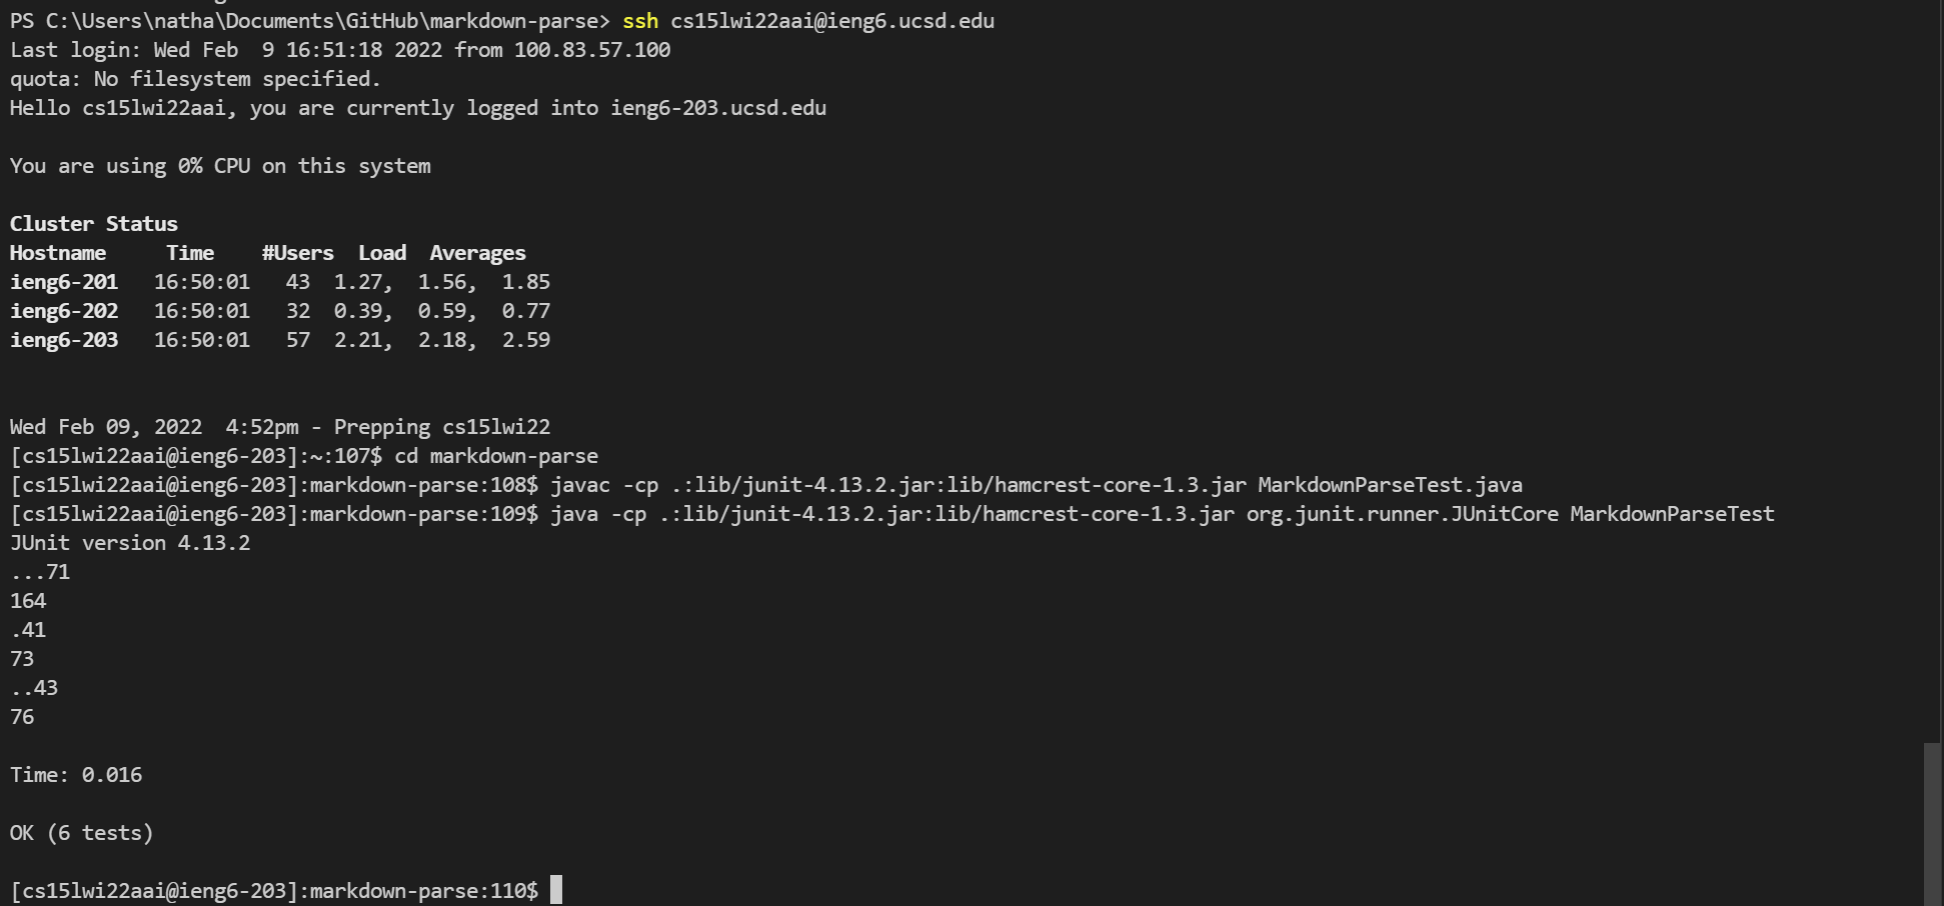 PS C:\Users\natha\Documents\GitHub\markdown-parse> ssh cs15lwi22aai@ieng6.ucsd.edu
Last login: Wed Feb  9 16:51:18 2022 from 100.83.57.100
quota: No filesystem specified.
Hello cs15lwi22aai, you are currently logged into ieng6-203.ucsd.edu
You are using 0% CPU on this system
Cluster Status
Hostname     Time    #Users  Load  Averages
ieng6-201   16:50:01   43  1.27,  1.56,  1.85
ieng6-202   16:50:01   32  0.39,  0.59,  0.77
ieng6-203   16:50:01   57  2.21,  2.18,  2.59
Wed Feb 09, 2022  4:52pm - Prepping cs15lwi22
[cs15lwi22aai@ieng6-203]:~:107$ cd markdown-parse
[cs15lwi22aai@ieng6-203]:markdown-parse:108$ javac -cp .:lib/junit-4.13.2.jar:lib/hamcrest-core-1.3.jar MarkdownParseTest.java
[cs15lwi22aai@ieng6-203]:markdown-parse:109$ java -cp .:lib/junit-4.13.2.jar:lib/hamcrest-core-1.3.jar org.junit.runner.JUnitCore MarkdownParseTest
JUnit version 4.13.2
...71
164
.41
73
..43
76
Time: 0.016
OK (6 tests)
[cs15lwi22aai@ieng6-203]:markdown-parse:110$